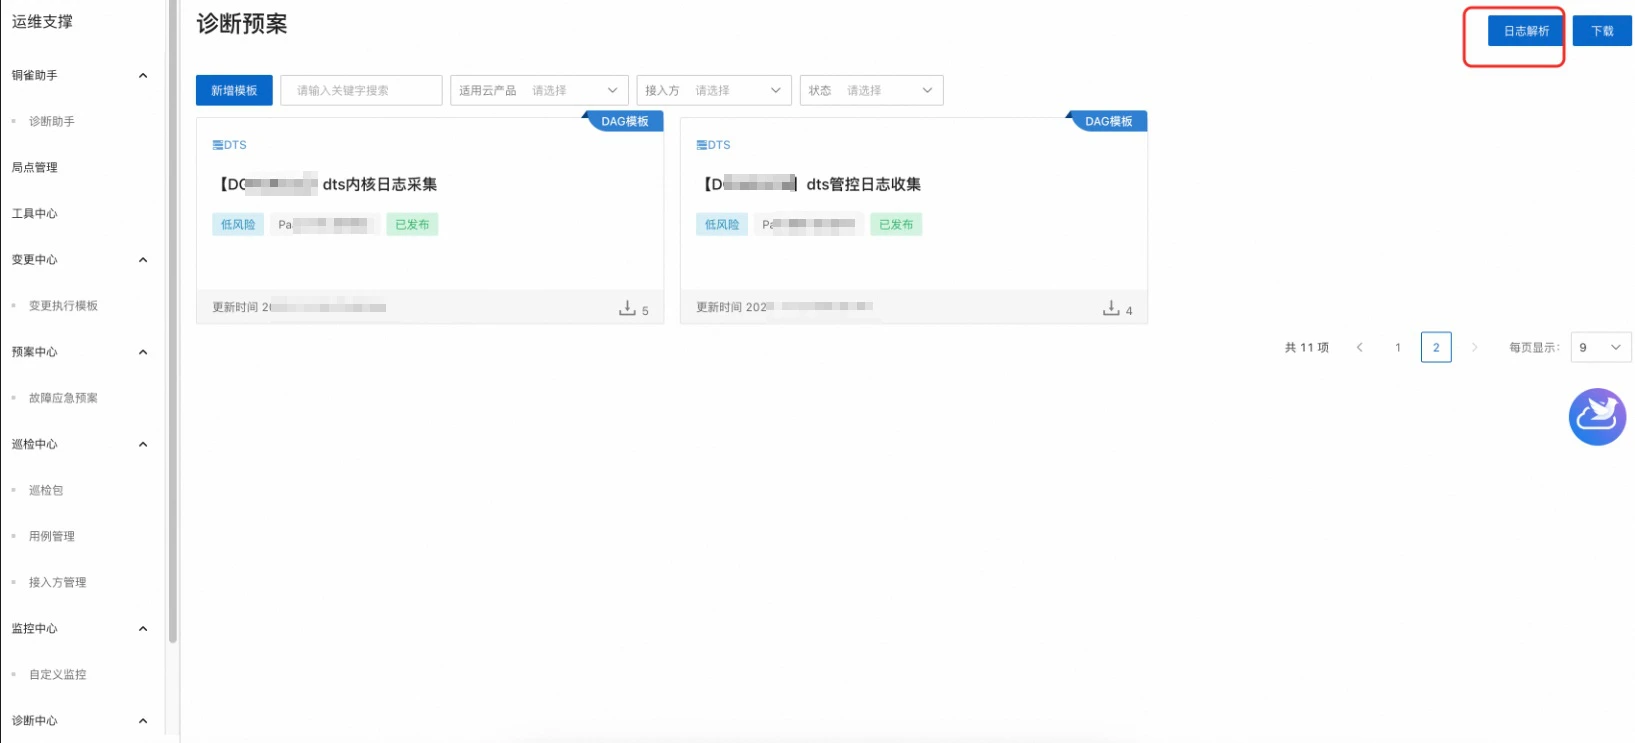 运维支撑
铜雀助手
诊断助手
局点管理
工具中心
变更中心
变更执行模板
预案中心
故障应急预案
巡检中心
巡检包
用例管理
接入方管理
监控中心
自定义监控
诊断中心
诊断预案
日志解析 下载
新增模板 请输入关键字搜索 适用云产品 请选择 接入方 请选择 状态 请选择
DAG模板
DTS
【D dts内核日志采集
低风险 Pa 已发布
更新时间 2 5
DAG模板
DTS
【D dts管控日志收集
低风险 Pa 已发布
更新时间 202 4
共 11 项 1 2 每页显示: 9